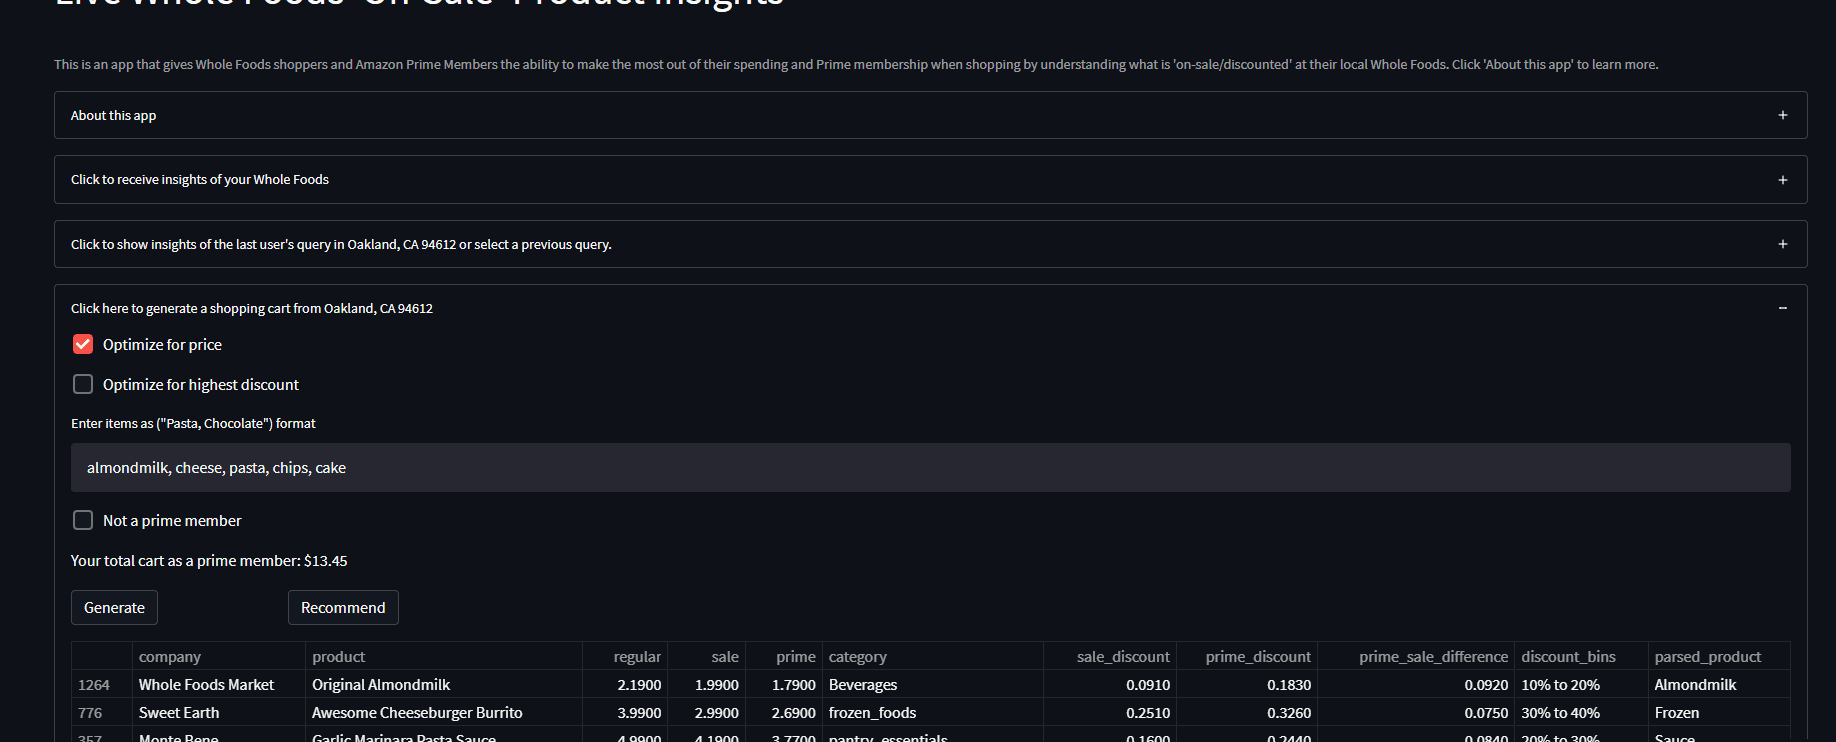 Live Whole Foods 'On-Sale' Product Insights
This is an app that gives Whole Foods shoppers and Amazon Prime Members the ability to make the most out of their spending and Prime membership when shopping by understanding what is 'on-sale/discounted' at their local Whole Foods. Click 'About this app' to learn more.
About this app +
Click to receive insights of your Whole Foods +
Click to show insights of the last user's query in Oakland, CA 94612 or select a previous query. +
Click here to generate a shopping cart from Oakland, CA 94612 −
Optimize for price
Optimize for highest discount
Enter items as ("Pasta, Chocolate") format
almondmilk, cheese, pasta, chips, cake
Not a prime member
Your total cart as a prime member: $13.45
Generate Recommend
company product regular sale prime category sale_discount prime_discount prime_sale_difference discount_bins parsed_product
1264 Whole Foods Market Original Almondmilk 2.1900 1.9900 1.7900 Beverages 0.0910 0.1830 0.0920 10% to 20% Almondmilk
776 Sweet Earth Awesome Cheeseburger Burrito 3.9900 2.9900 2.6900 frozen_foods 0.2510 0.3260 0.0750 30% to 40% Frozen
357 Monte Bene Garlic Marinara Pasta Sauce 4.9900 4.1900 3.7700 pantry_essentials 0.1600 0.2440 0.0840 20% to 30% Sauce